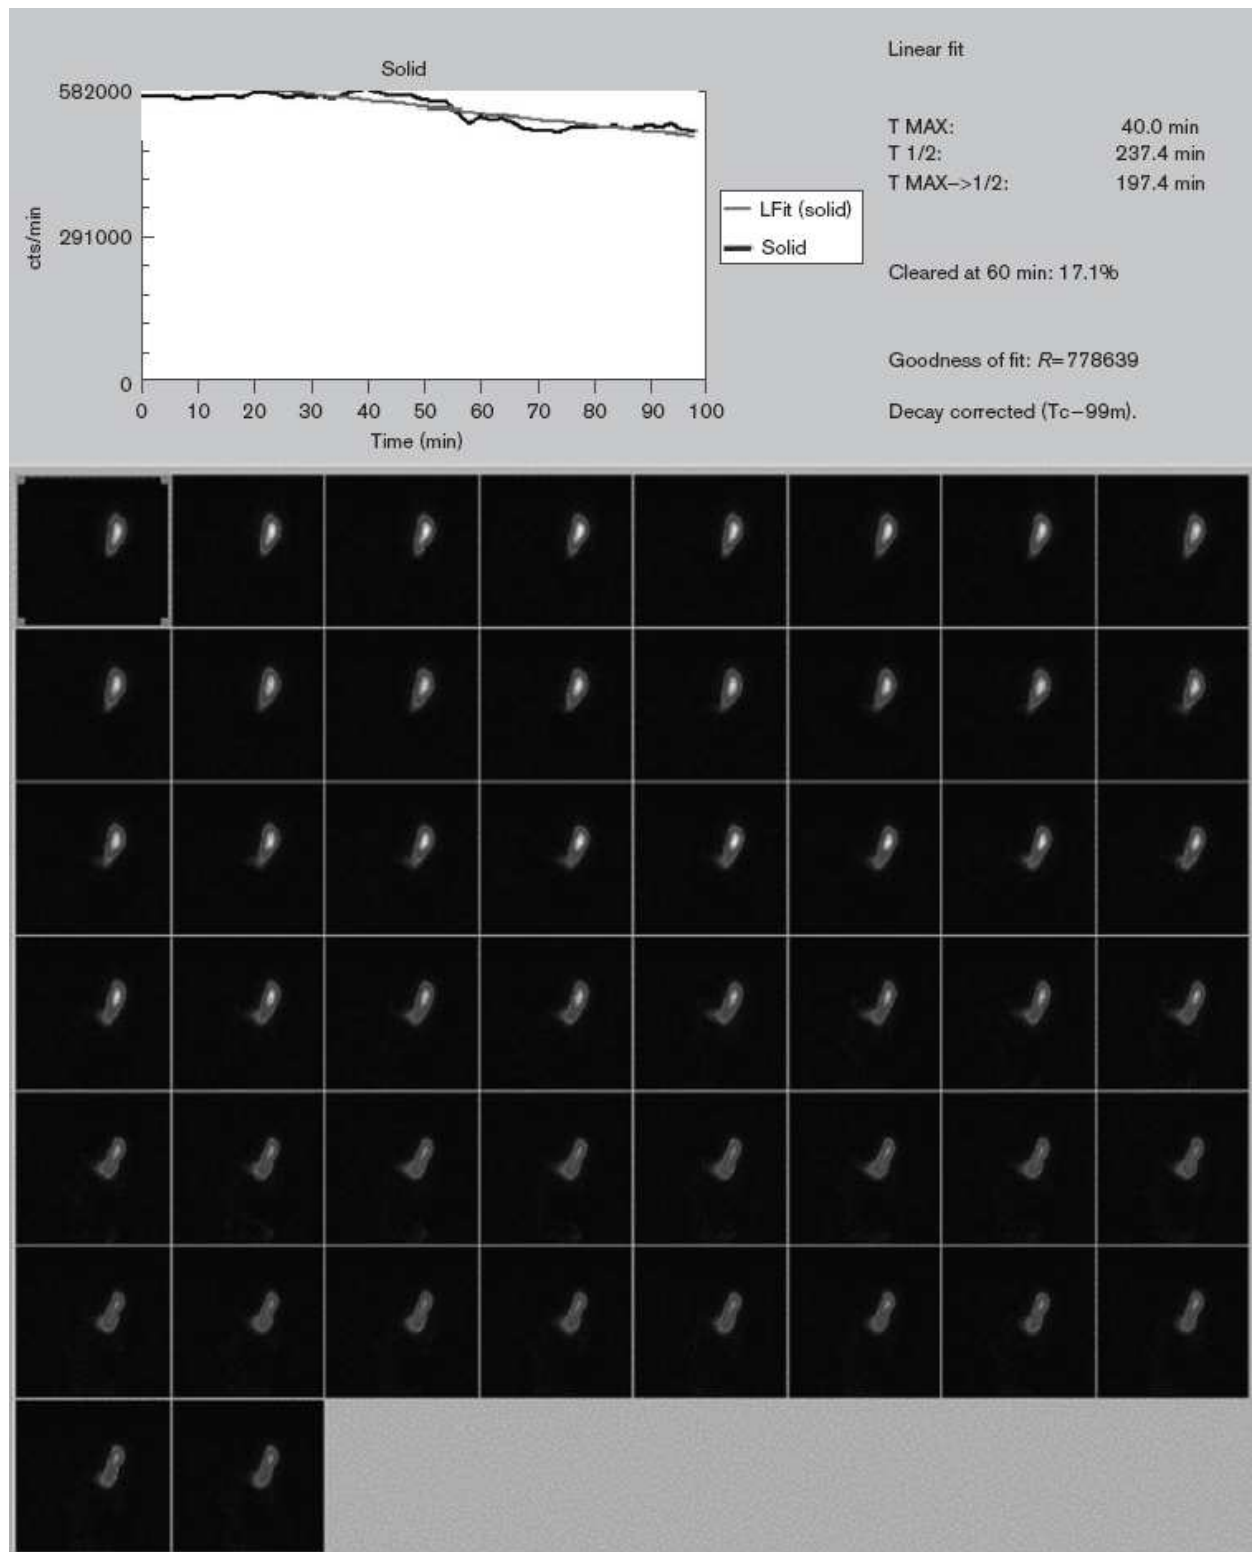 Solid
582000
291000
0
cts/min
0 10 20 30 40 50 60 70 80 90 100
Time (min)
LFit (solid)
Solid
Linear fit
T MAX: 40.0 min
T 1/2: 237.4 min
T MAX–>1/2: 197.4 min
Cleared at 60 min: 17.1%
Goodness of fit: R=778639
Decay corrected (Tc–99m).